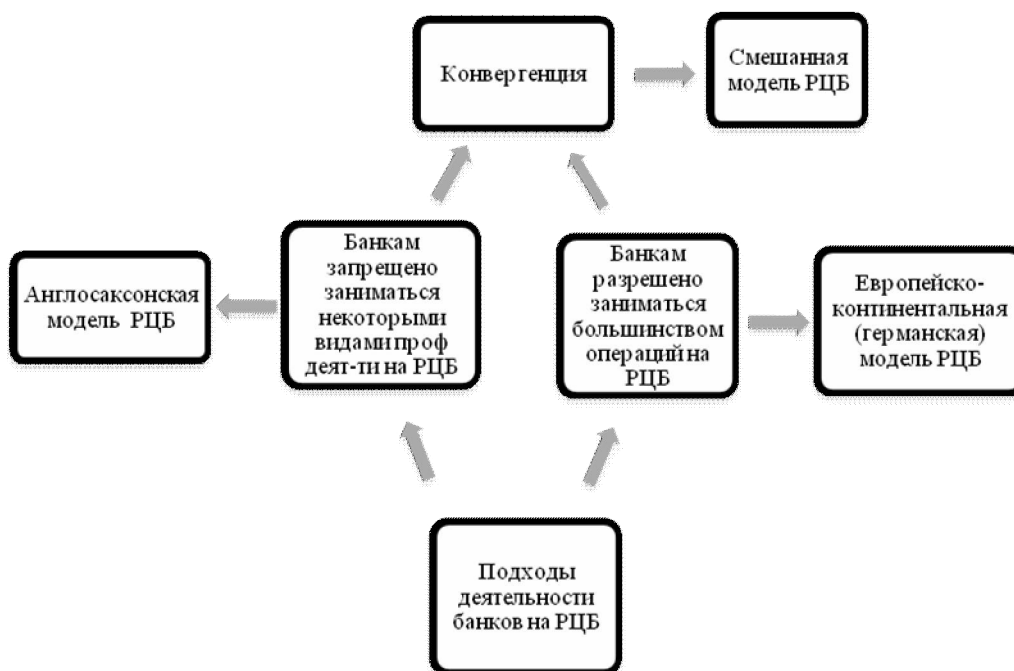 Конвергенция
Смешанная
модель РЦБ
Англосаксонская
модель РЦБ
Банкам
запрещено
заниматься
некоторыми
видами проф
деят-ти на РЦБ
Банкам
разрешено
заниматься
большинством
операций на
РЦБ
Европейско-
континентальная
(германская)
модель РЦБ
Подходы
деятельности
банков на РЦБ